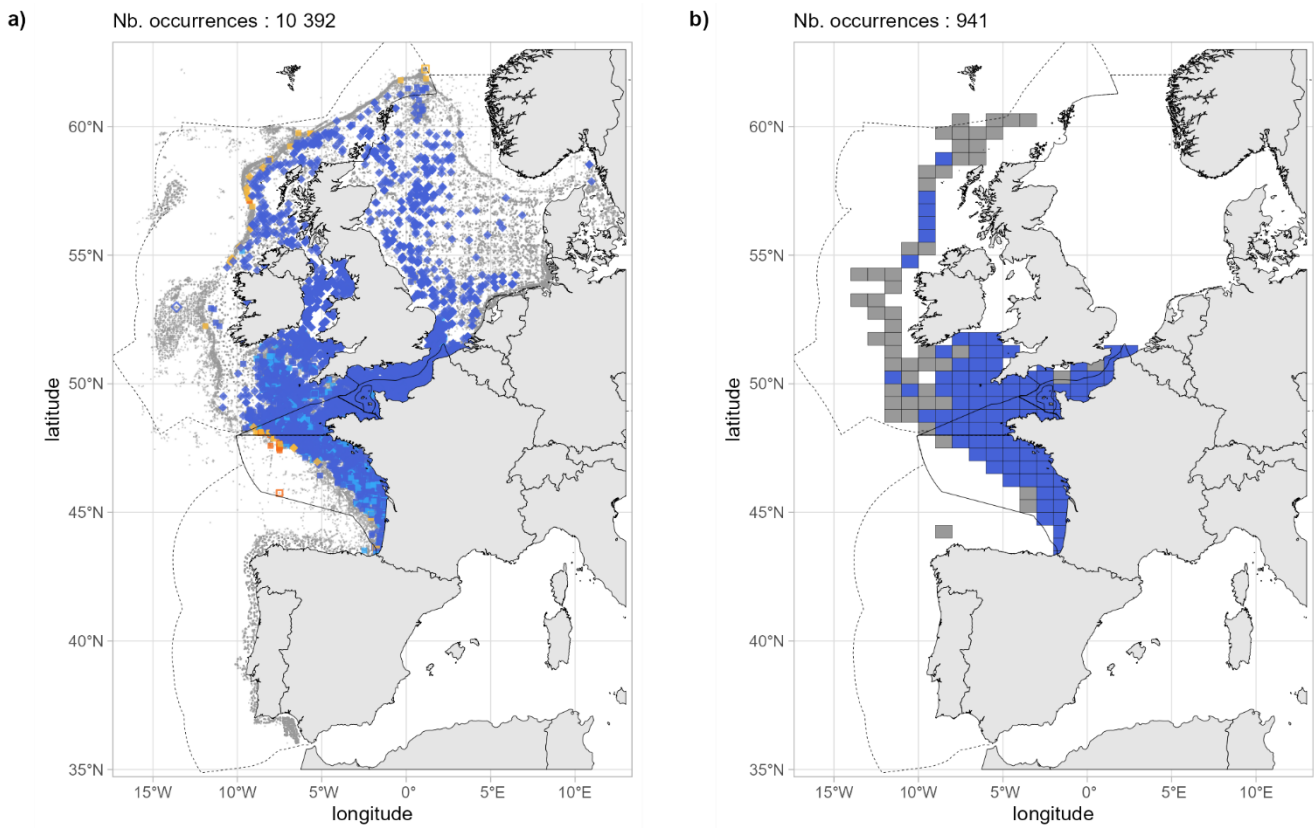 a)
Nb. occurrences : 10 392
60°N
55°N
50°N
45°N
40°N
35°N
latitude
15°W
10°W
5°W
0°C
5°E
10°E
longitude
b)
Nb. occurrences : 941
60°N
55°N
50°N
45°N
40°N
35°N
latitude
15°W
10°W
5°W
0°
5°E
10°E
longitude